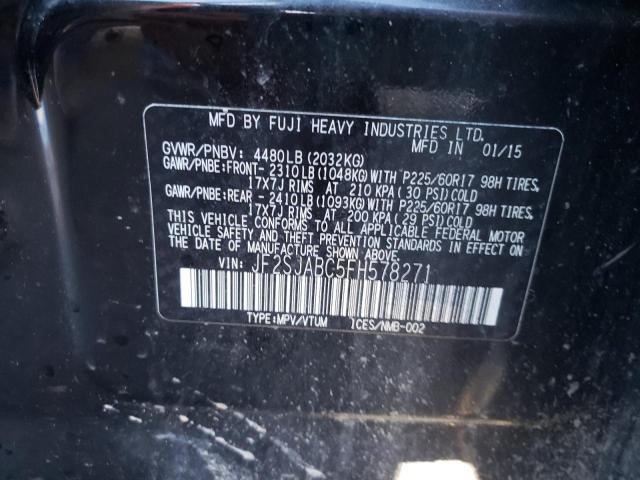 MFD BY FUJI HEAVY INDUSTRIES LTD.
MFD IN 01/15
GVWR/PNBV: 4480LB (2032KG)
GAWR/PNBE:FRONT- 2310LB (1048KG)WITH P225/60R17 98H TIRES,
17X7J RIMS AT 210 KPA (30 PSI)COLD
GAWR/PNBE:REAR - 2410LB (1093KG)WITH P225/60R17 98H TIRES,
17X7J RIMS AT 200 KPA (29 PSI)COLD
THIS VEHICLE CONFORMS TO ALL APPLICABLE FEDERAL MOTOR
VEHICLE SAFETY, BUMPER, AND THEFT PREVENTION STANDARDS
IN EFFECT ON THE DATE OF MANUFACTURE SHOWN ABOVE.
VIN: JF2SJABC5FH578271
TYPE:MPV/VTUM ICES/NMB-002